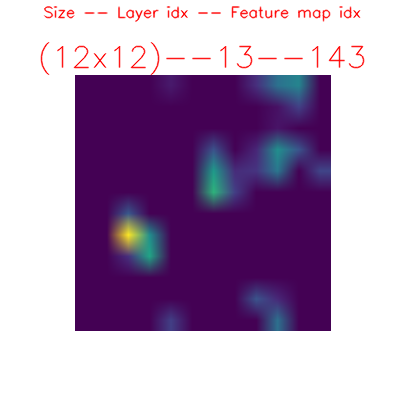 Size -- Layer idx -- Feature map idx
(12x12)--13--143